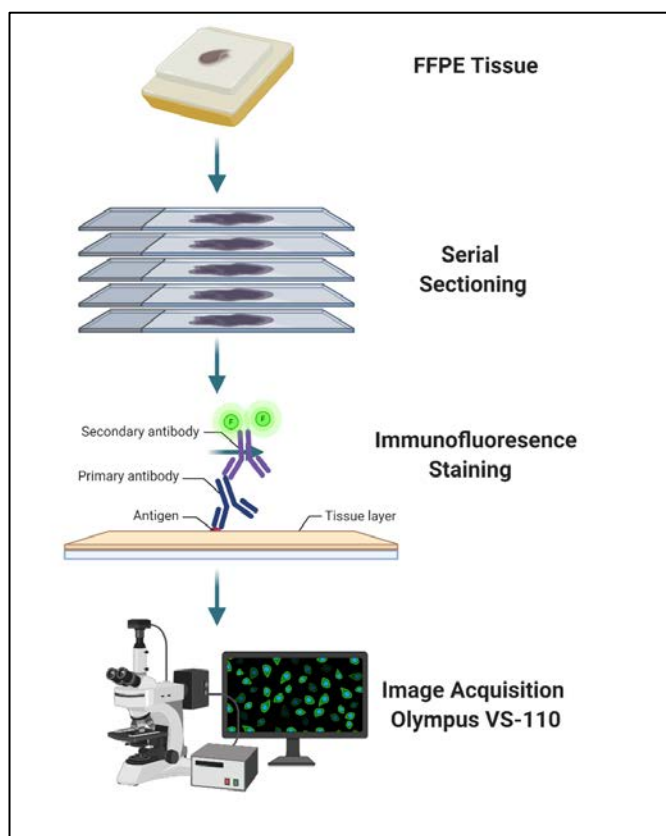 FFPE Tissue
Serial
Sectioning
F
F
Secondary antibody
Primary antibody
Antigen
Tissue layer
Immunofluoresence
Staining
Image Acquisition
Olympus VS-110